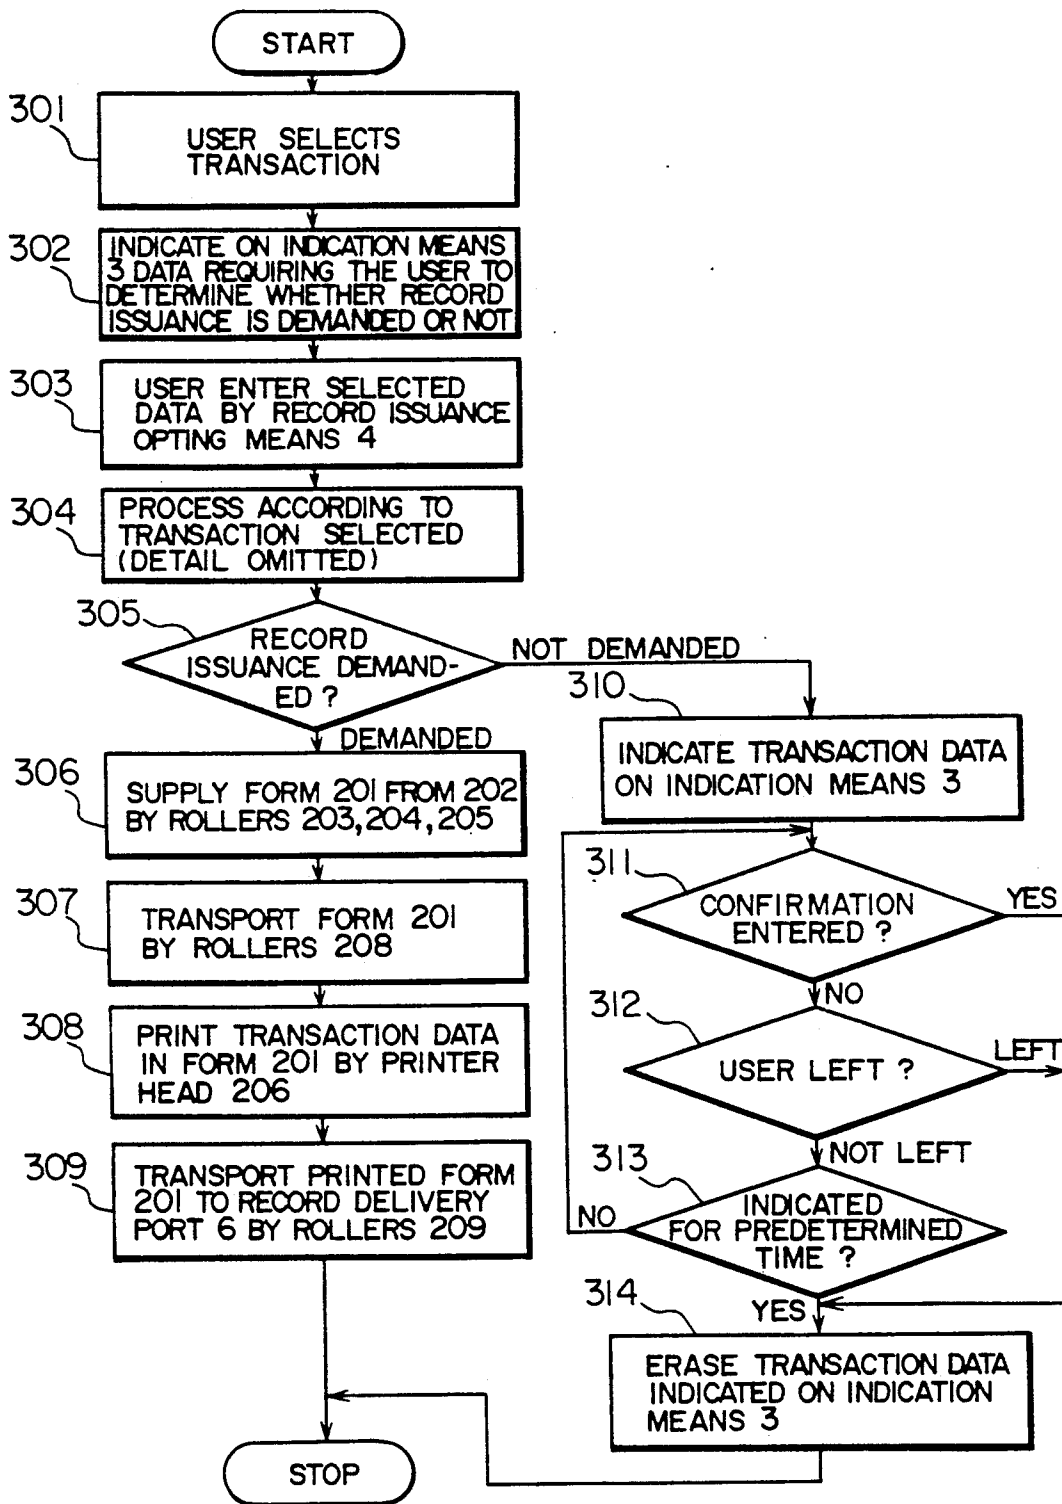 START
301
USER SELECTS
TRANSACTION
302
INDICATE ON INDICATION MEANS
3 DATA REQUIRING THE USER TO
DETERMINE WHETHER RECORD
ISSUANCE IS DEMANDED OR NOT
303
USER ENTER SELECTED
DATA BY RECORD ISSUANCE
OPTING MEANS 4
304
PROCESS ACCORDING TO
TRANSACTION SELECTED
(DETAIL OMITTED)
305
RECORD
ISSUANCE DEMAND-
ED ?
NOT DEMANDED
DEMANDED
306
SUPPLY FORM 201 FROM 202
BY ROLLERS 203,204,205
307
TRANSPORT FORM 201
BY ROLLERS 208
308
PRINT TRANSACTION DATA
IN FORM 201 BY PRINTER
HEAD 206
309
TRANSPORT PRINTED FORM
201 TO RECORD DELIVERY
PORT 6 BY ROLLERS 209
310
INDICATE TRANSACTION DATA
ON INDICATION MEANS 3
311
CONFIRMATION
ENTERED ?
YES
NO
312
USER LEFT ?
LEFT
NOT LEFT
313
INDICATED
FOR PREDETERMINED
TIME ?
NO
YES
314
ERASE TRANSACTION DATA
INDICATED ON INDICATION
MEANS 3
STOP